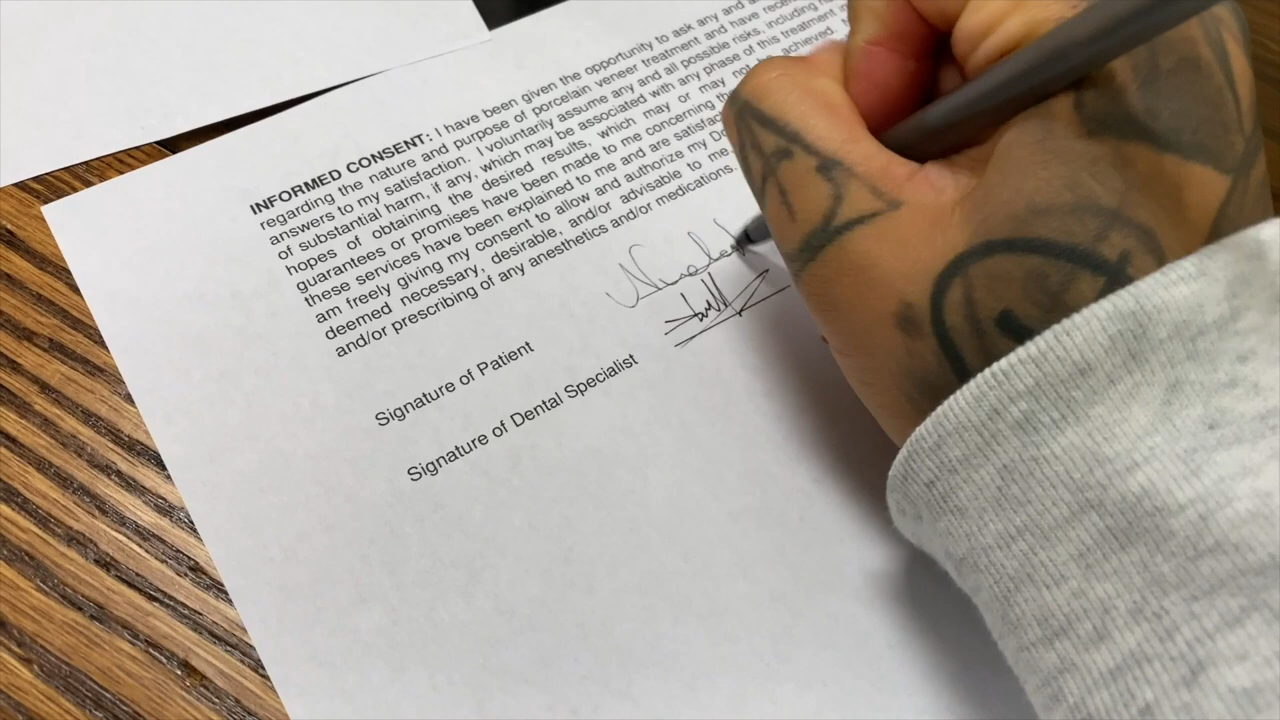 INFORMED CONSENT: I have been given the opportunity to ask any and
regarding the nature and purpose of porcelain veneer treatment and have
answers to my satisfaction. I voluntarily assume any and all possible risks, including
of substantial harm, if any, which may be associated with any phase of this treatment
hopes of obtaining the desired results, which may or may not be achieved.
guarantees or promises have been made to me concerning
these services have been explained to me and are
am freely giving my consent to allow and authorize my
deemed necessary, desirable, and/or advisable to me
and/or prescribing of any anesthetics and/or medications.
Signature of Patient
Signature of Dental Specialist